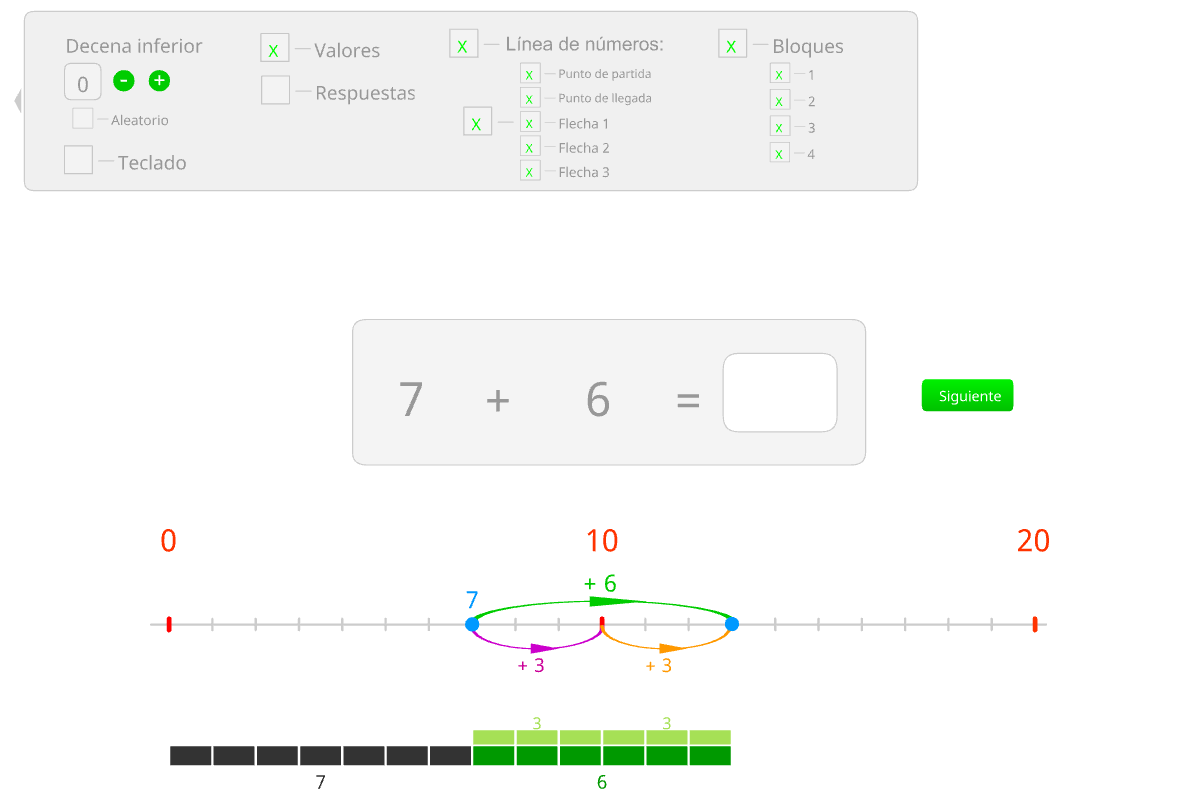 Decena inferior
0 - +
Aleatorio
Teclado
x Valores
Respuestas
x Línea de números:
x Punto de partida
x Punto de llegada
x x Flecha 1
x Flecha 2
x Flecha 3
x Bloques
x 1
x 2
x 3
x 4
7 + 6 =
Siguiente
0 10 20
+ 6
7
+ 3 + 3
3 3
7 6